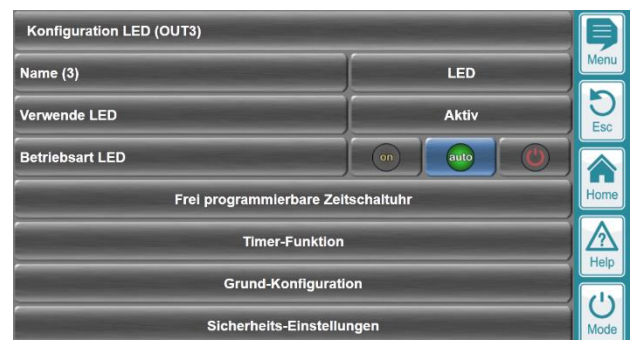 Konfiguration LED (OUT3)
Name (3) LED
Verwende LED Aktiv
Betriebsart LED on auto
Frei programmierbare Zeitschaltuhr
Timer-Funktion
Grund-Konfiguration
Sicherheits-Einstellungen
Menu
Esc
Home
Help
Mode